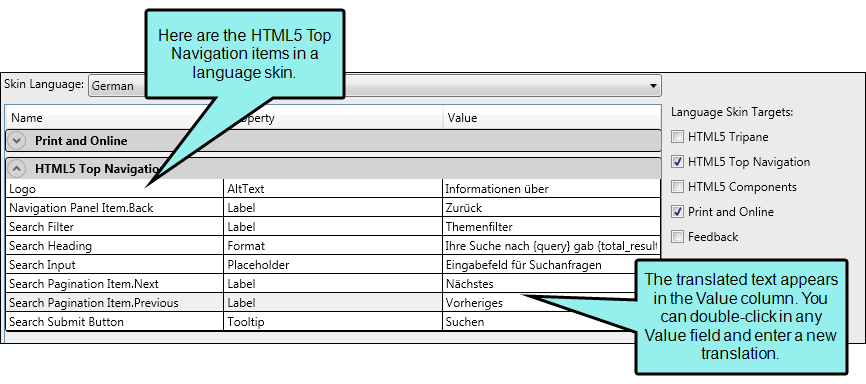 Here are the HTML5 Top
Navigation items in a
language skin.
Skin Language: German
Name Property Value
Print and Online
HTML5 Top Navigation
Logo AltText Informationen über
Navigation Panel Item.Back Label Zurück
Search Filter Label Themenfilter
Search Heading Format Ihre Suche nach {query} gab {total_result
Search Input Placeholder Eingabefeld für Suchanfragen
Search Pagination Item.Next Label Nächstes
Search Pagination Item.Previous Label Vorheriges
Search Submit Button Tooltip Suchen
Language Skin Targets:
HTML5 Tripane
HTML5 Top Navigation
HTML5 Components
Print and Online
Feedback
The translated text appears
in the Value column. You
can double-click in any
Value field and enter a new
translation.